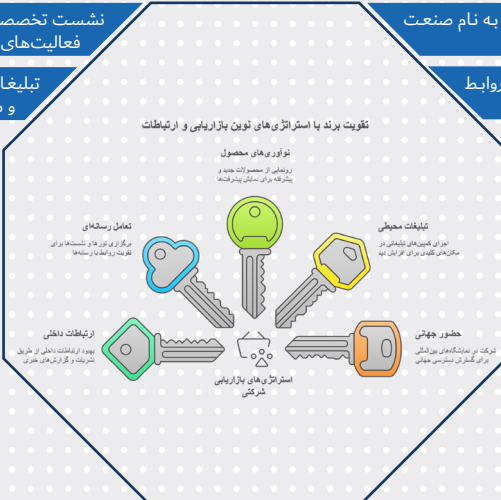 به نام صنعت
نشست تخصصی
فعالیت‌های
روابط
تبلیغا
و م
تقویت برند با استراتژی‌های نوین بازاریابی و ارتباطات
نوآوری‌های محصول
رونمایی از محصولات جدید و
پیشرفته برای نمایش پیشرفت‌ها
تعامل رسانه‌ای
برگزاری تورها و نشست‌ها برای
تقویت روابط با رسانه‌ها
تبلیغات محیطی
اجرای کمپین‌های تبلیغاتی در
مکان‌های کلیدی برای افزایش دید
ارتباطات داخلی
بهبود ارتباطات داخلی از طریق
نشریات و گزارش‌های خبری
حضور جهانی
شرکت در نمایشگاه‌های بین‌المللی
برای گسترش دسترسی جهانی
استراتژی‌های بازاریابی
شرکتی